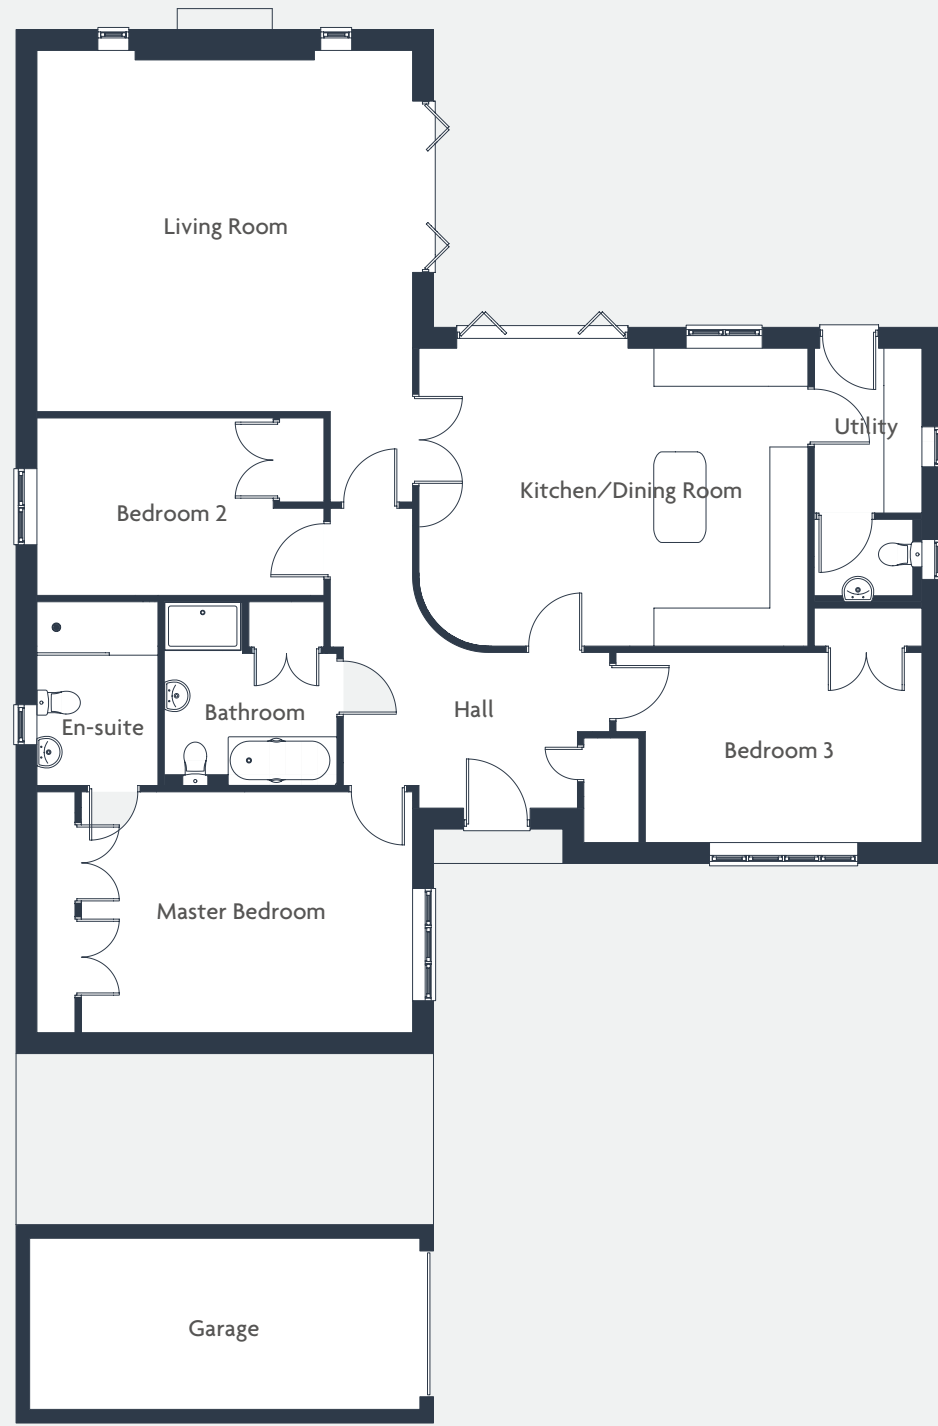 Living Room
Utility
Kitchen/Dining Room
Bedroom 2
Hall
Bathroom
En-suite
Bedroom 3
Master Bedroom
Garage